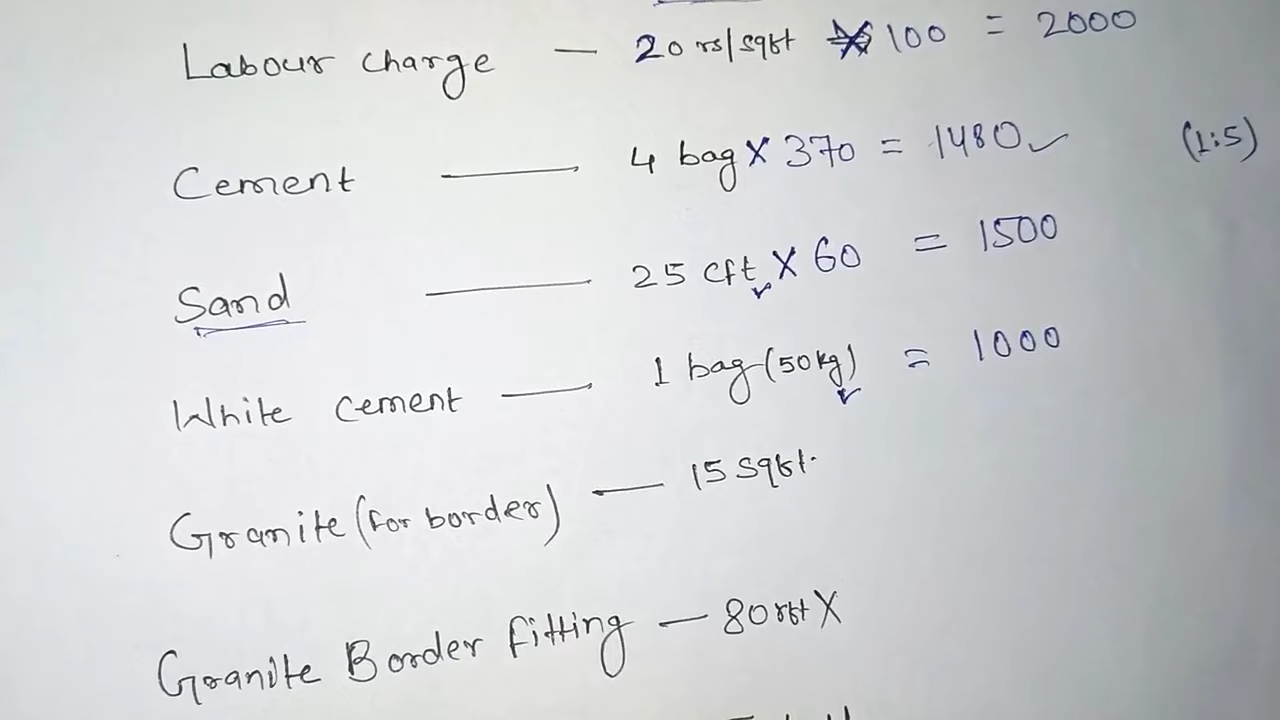 Labour charge — 20 rs/sqft X 100 = 2000
Cement — 4 bag X 370 = 1480 (1:5)
Sand — 25 cft X 60 = 1500
White cement — 1 bag (50kg) = 1000
Granite (for border) — 15 sqft.
Granite Border fitting — 80 rft X